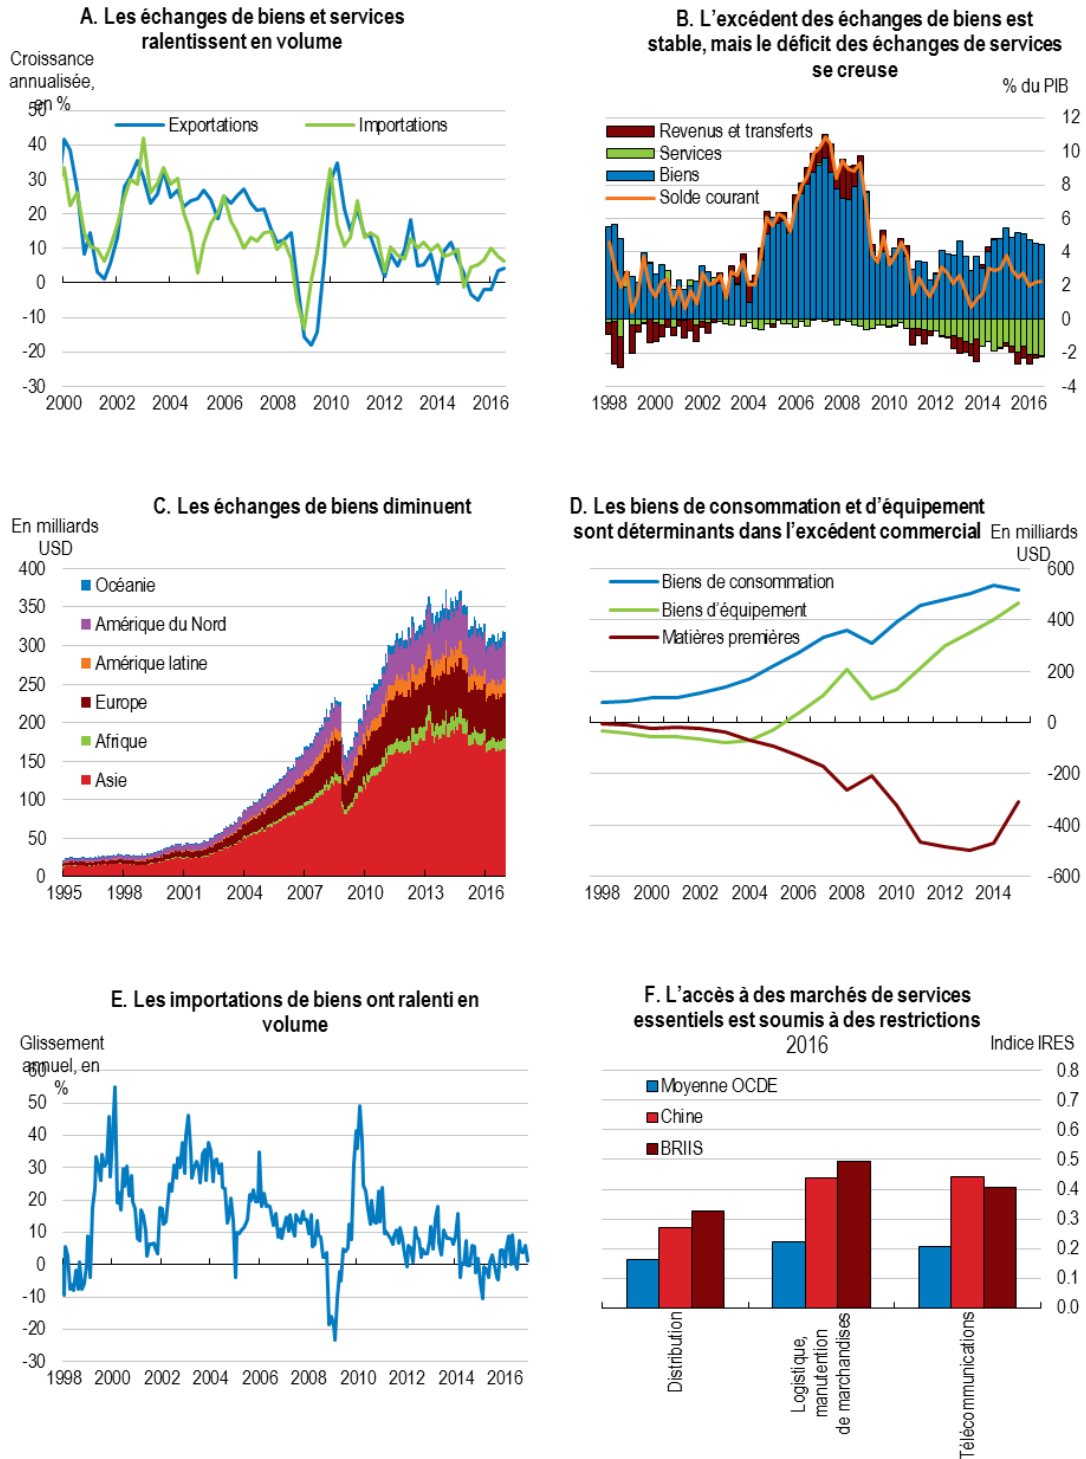 A. Les échanges de biens et services
ralentissent en volume
Croissance
annualisée,
en %
50
40
30
20
10
0
-10
-20
-30
Exportations
Importations
2000 2002 2004 2006 2008 2010 2012 2014 2016
B. L'excédent des échanges de biens est
stable, mais le déficit des échanges de services
se creuse
% du PIB
Revenus et transferts
Services
Biens
Solde courant
12
10
8
6
4
2
0
-2
-4
1998 2000 2002 2004 2006 2008 2010 2012 2014 2016
C. Les échanges de biens diminuent
En milliards
USD
400
350
300
250
200
150
100
50
0
Océanie
Amérique du Nord
Amérique latine
Europe
Afrique
Asie
1995 1998 2001 2004 2007 2010 2013 2016
D. Les biens de consommation et d'équipement
sont déterminants dans l'excédent commercial
En milliards
USD
Biens de consommation
Biens d'équipement
Matières premières
600
400
200
0
-200
-400
-600
1998 2000 2002 2004 2006 2008 2010 2012 2014
E. Les importations de biens ont ralenti en
volume
Glissement
annuel, en
%
60
50
40
30
20
10
0
-10
-20
-30
1998 2000 2002 2004 2006 2008 2010 2012 2014 2016
F. L'accès à des marchés de services
essentiels est soumis à des restrictions
2016
Indice IRES
Moyenne OCDE
Chine
BRIIS
0.8
0.7
0.6
0.5
0.4
0.3
0.2
0.1
0.0
Distribution
Logistique,
manutention
de marchandises
Télécommunications